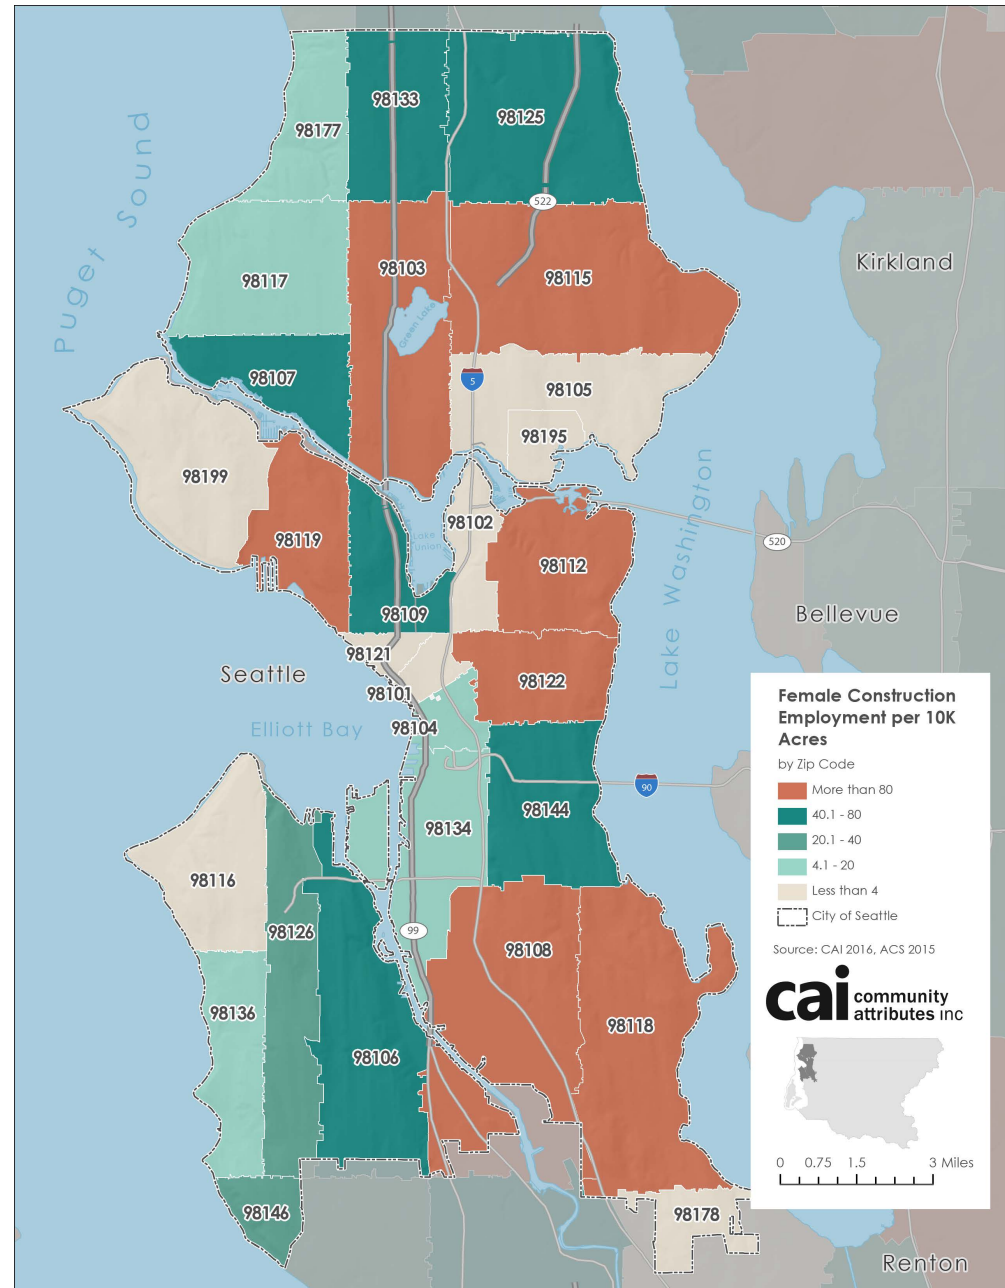 98133
98125
98177
Puget Sound
522
Kirkland
98103
98115
98117
Green Lake
98107
5
98105
98195
98199
98102
98119
Lake
Union
520
98112
Lake Washington
98109
Bellevue
98121
Seattle
98122
98101
Elliott Bay
98104
90
98144
98134
98116
99
98126
98108
98136
98118
98106
98146
98178
Renton
Female Construction
Employment per 10K
Acres
by Zip Code
More than 80
40.1 - 80
20.1 - 40
4.1 - 20
Less than 4
City of Seattle
Source: CAI 2016, ACS 2015
cai community
attributes inc
0 0.75 1.5 3 Miles